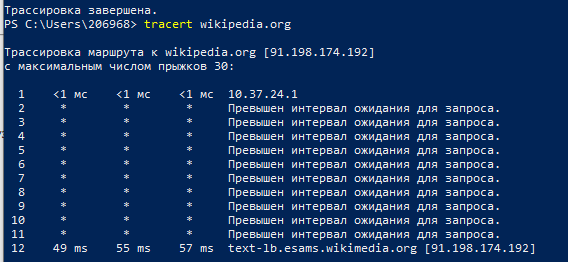 Трассировка завершена.
PS C:\Users\206968> tracert wikipedia.org
Трассировка маршрута к wikipedia.org [91.198.174.192]
с максимальным числом прыжков 30:
1 <1 мс <1 мс <1 мс 10.37.24.1
2 * * * Превышен интервал ожидания для запроса.
3 * * * Превышен интервал ожидания для запроса.
4 * * * Превышен интервал ожидания для запроса.
5 * * * Превышен интервал ожидания для запроса.
6 * * * Превышен интервал ожидания для запроса.
7 * * * Превышен интервал ожидания для запроса.
8 * * * Превышен интервал ожидания для запроса.
9 * * * Превышен интервал ожидания для запроса.
10 * * * Превышен интервал ожидания для запроса.
11 * * * Превышен интервал ожидания для запроса.
12 49 ms 55 ms 57 ms text-lb.esams.wikimedia.org [91.198.174.192]